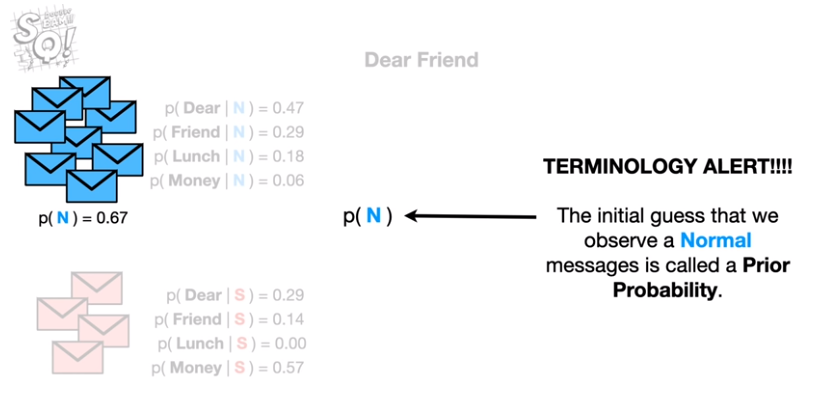 Dear Friend
p( Dear | N ) = 0.47
p( Friend | N ) = 0.29
p( Lunch | N ) = 0.18
p( Money | N ) = 0.06
p( N ) = 0.67
p( N )
TERMINOLOGY ALERT!!!!
The initial guess that we
observe a Normal
messages is called a Prior
Probability.
p( Dear | S ) = 0.29
p( Friend | S ) = 0.14
p( Lunch | S ) = 0.00
p( Money | S ) = 0.57